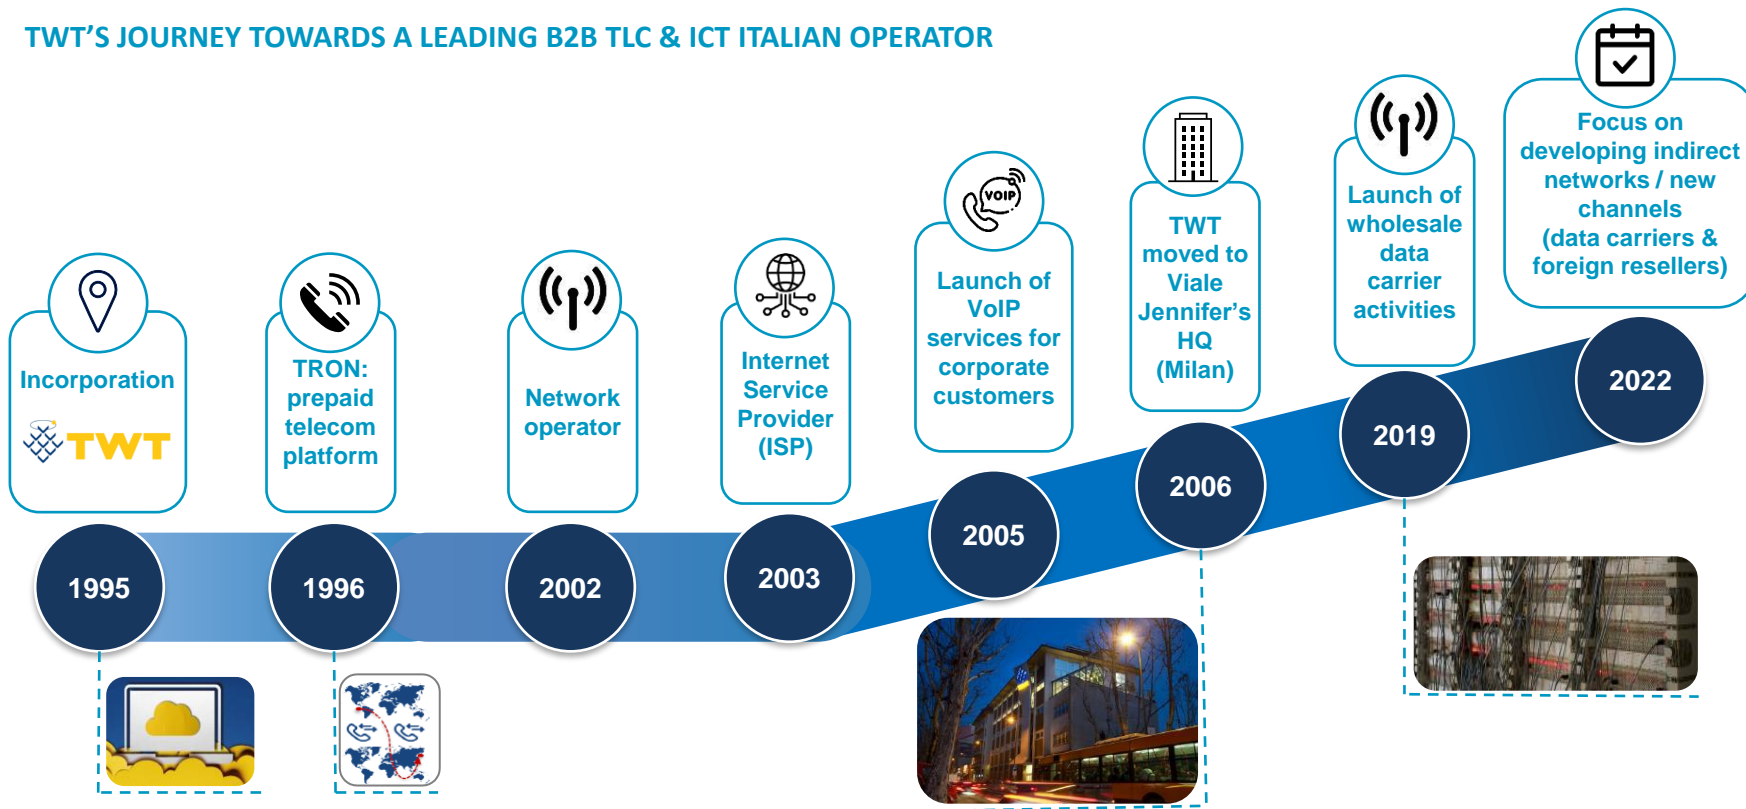 TWT'S JOURNEY TOWARDS A LEADING B2B TLC & ICT ITALIAN OPERATOR
Incorporation
TWT
1995
TRON:
prepaid
telecom
platform
1996
Network
operator
2002
Internet
Service
Provider
(ISP)
2003
VOIP
Launch of
VoIP
services for
corporate
customers
2005
TWT
moved to
Viale
Jennifer's
HQ
(Milan)
2006
Launch of
wholesale
data
carrier
activities
2019
Focus on
developing indirect
networks / new
channels
(data carriers &
foreign resellers)
2022